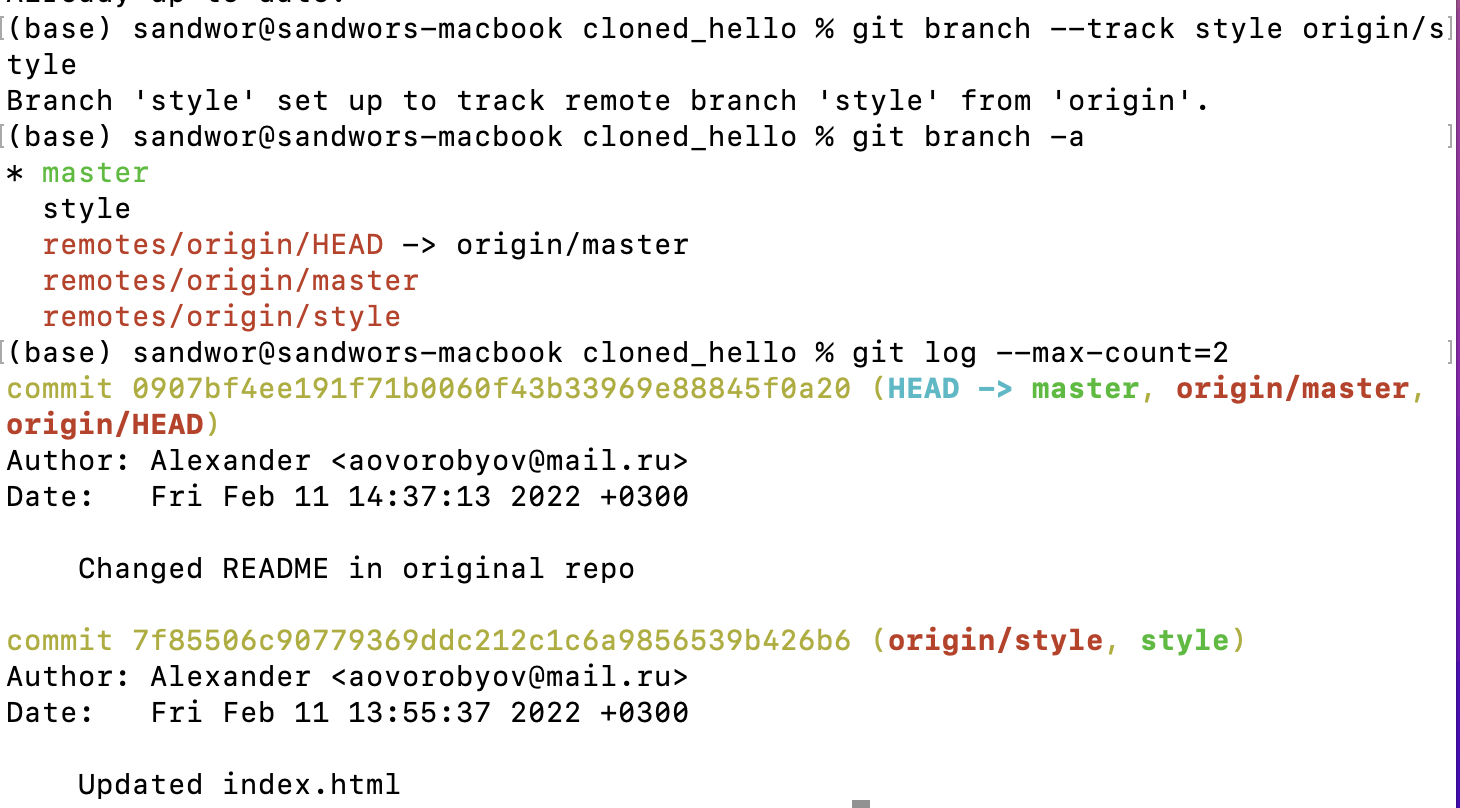 Already up to date.
(base) sandwor@sandwors-macbook cloned_hello % git branch --track style origin/s
tyle
Branch 'style' set up to track remote branch 'style' from 'origin'.
(base) sandwor@sandwors-macbook cloned_hello % git branch -a
* master
  style
  remotes/origin/HEAD -> origin/master
  remotes/origin/master
  remotes/origin/style
(base) sandwor@sandwors-macbook cloned_hello % git log --max-count=2
commit 0907bf4ee191f71b0060f43b33969e88845f0a20 (HEAD -> master, origin/master,
origin/HEAD)
Author: Alexander <aovorobyov@mail.ru>
Date:   Fri Feb 11 14:37:13 2022 +0300

    Changed README in original repo

commit 7f85506c90779369ddc212c1c6a9856539b426b6 (origin/style, style)
Author: Alexander <aovorobyov@mail.ru>
Date:   Fri Feb 11 13:55:37 2022 +0300

    Updated index.html